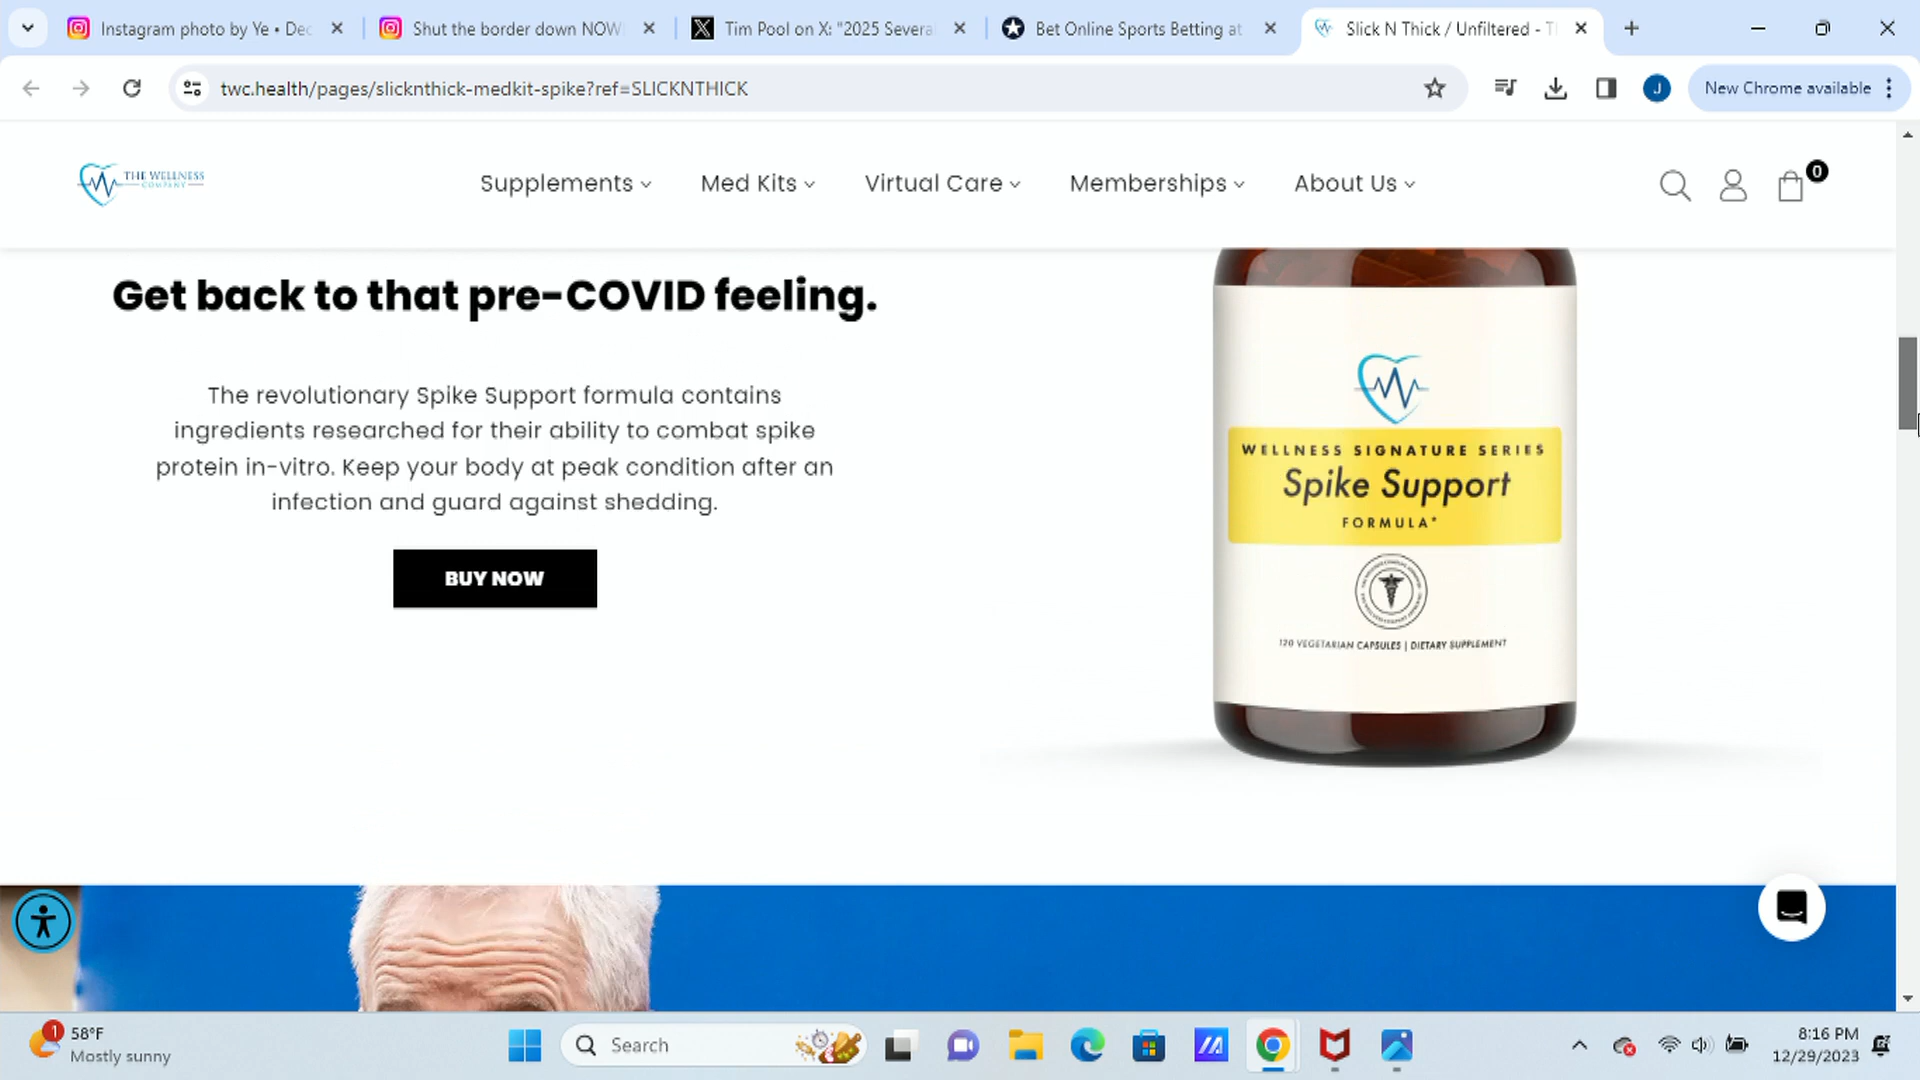 Instagram photo by Ye • Dec
Shut the border down NOW
Tim Pool on X: "2025 Severa
Bet Online Sports Betting at
Slick N Thick / Unfiltered - T
twc.health/pages/slicknthick-medkit-spike?ref=SLICKNTHICK
J
New Chrome available
THE WELLNESS
COMPANY
Supplements
Med Kits
Virtual Care
Memberships
About Us
0
Get back to that pre-COVID feeling.
The revolutionary Spike Support formula contains
ingredients researched for their ability to combat spike
protein in-vitro. Keep your body at peak condition after an
infection and guard against shedding.
BUY NOW
WELLNESS SIGNATURE SERIES
Spike Support
FORMULA*
120 VEGETARIAN CAPSULES | DIETARY SUPPLEMENT
1
58°F
Mostly sunny
Search
8:16 PM
12/29/2023